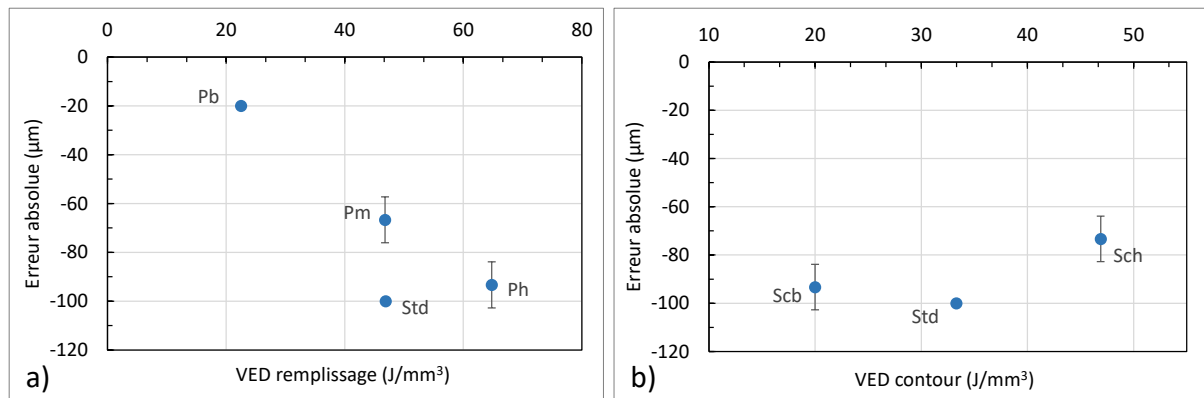 0 20 40 60 80
0
-20
-40
-60
-80
-100
-120
Erreur absolue (µm)
Pb
Pm
Ph
Std
a)
VED remplissage (J/mm³)
10 20 30 40 50
0
-20
-40
-60
-80
-100
-120
Erreur absolue (µm)
Sch
Scb
Std
b)
VED contour (J/mm³)